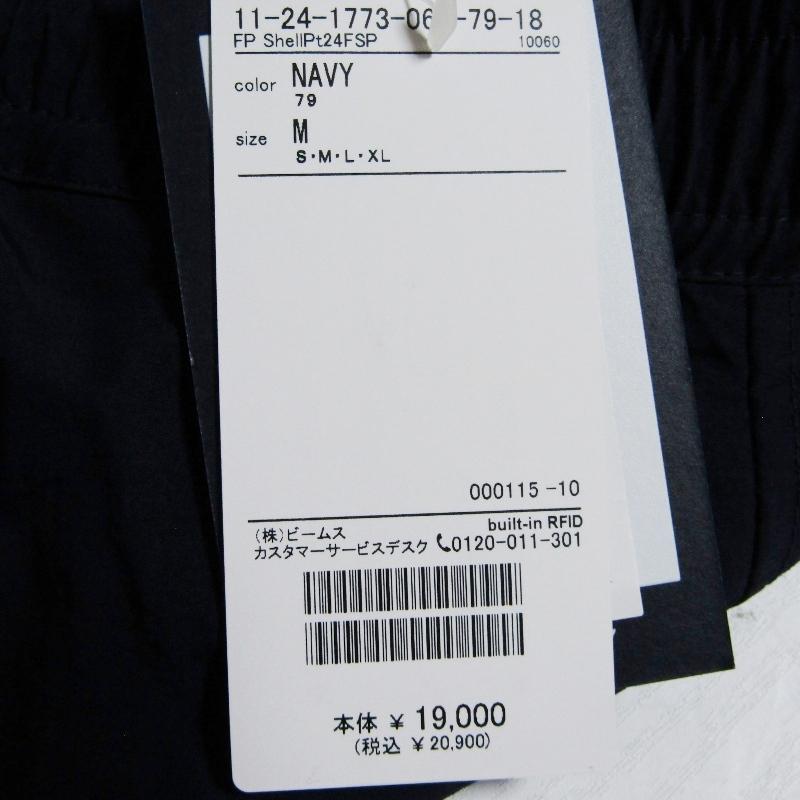 11-24-1773-06 -79-18
FP ShellPt24FSP 10060
color NAVY
79
size M
S・M・L・XL
000115-10
built-in RFID
(株)ビームス
カスタマーサービスデスク 0120-011-301
本体 ¥ 19,000
(税込 ¥ 20,900)